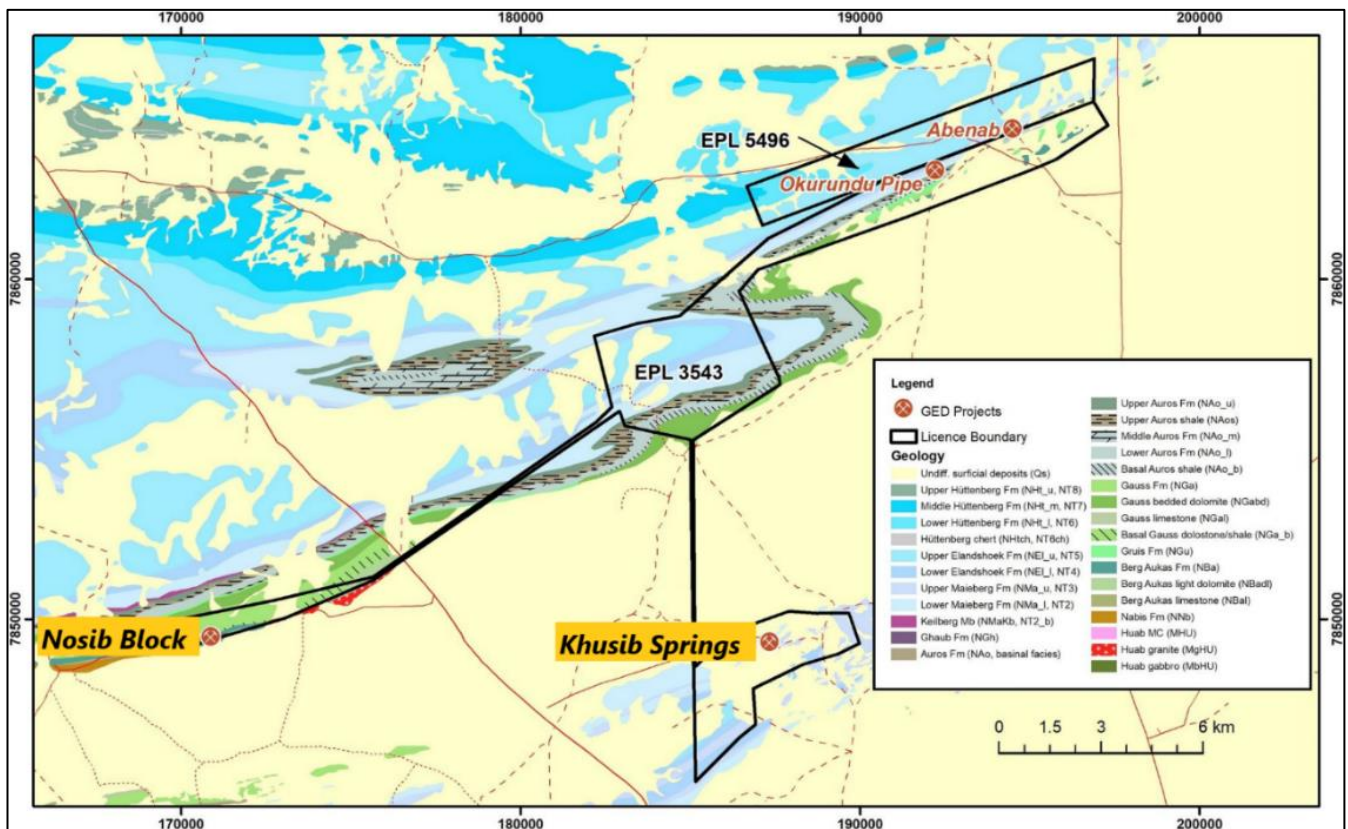 170000
180000
190000
200000
Abenab
EPL 5496
Okurundu Pipe
7860000
7860000
EPL 3543
7850000
7850000
Nosib Block
Khusib Springs
Legend
GED Projects
Licence Boundary
Geology
Undiff. surficial deposits (Qs)
Upper Hüttenberg Fm (NHt_u, NT8)
Middle Hüttenberg Fm (NHt_m, NT7)
Lower Hüttenberg Fm (NHt_l, NT6)
Hüttenberg chert (NHtch, NT6ch)
Upper Elandshoek Fm (NEl_u, NT5)
Lower Elandshoek Fm (NEl_l, NT4)
Upper Maieberg Fm (NMa_u, NT3)
Lower Maieberg Fm (NMa_l, NT2)
Keilberg Mb (NMaKb, NT2_b)
Ghaub Fm (NGh)
Auros Fm (NAo, basinal facies)
Upper Auros Fm (NAo_u)
Upper Auros shale (NAos)
Middle Auros Fm (NAo_m)
Lower Auros Fm (NAo_l)
Basal Auros shale (NAo_b)
Gauss Fm (NGa)
Gauss bedded dolomite (NGabd)
Gauss limestone (NGal)
Basal Gauss dolostone/shale (NGa_b)
Gruis Fm (NGu)
Berg Aukas Fm (NBa)
Berg Aukas light dolomite (NBadl)
Berg Aukas limestone (NBal)
Nabis Fm (NNb)
Huab MC (MHU)
Huab granite (MgHU)
Huab gabbro (MbHU)
0 1.5 3 6 km
170000
180000
190000
200000